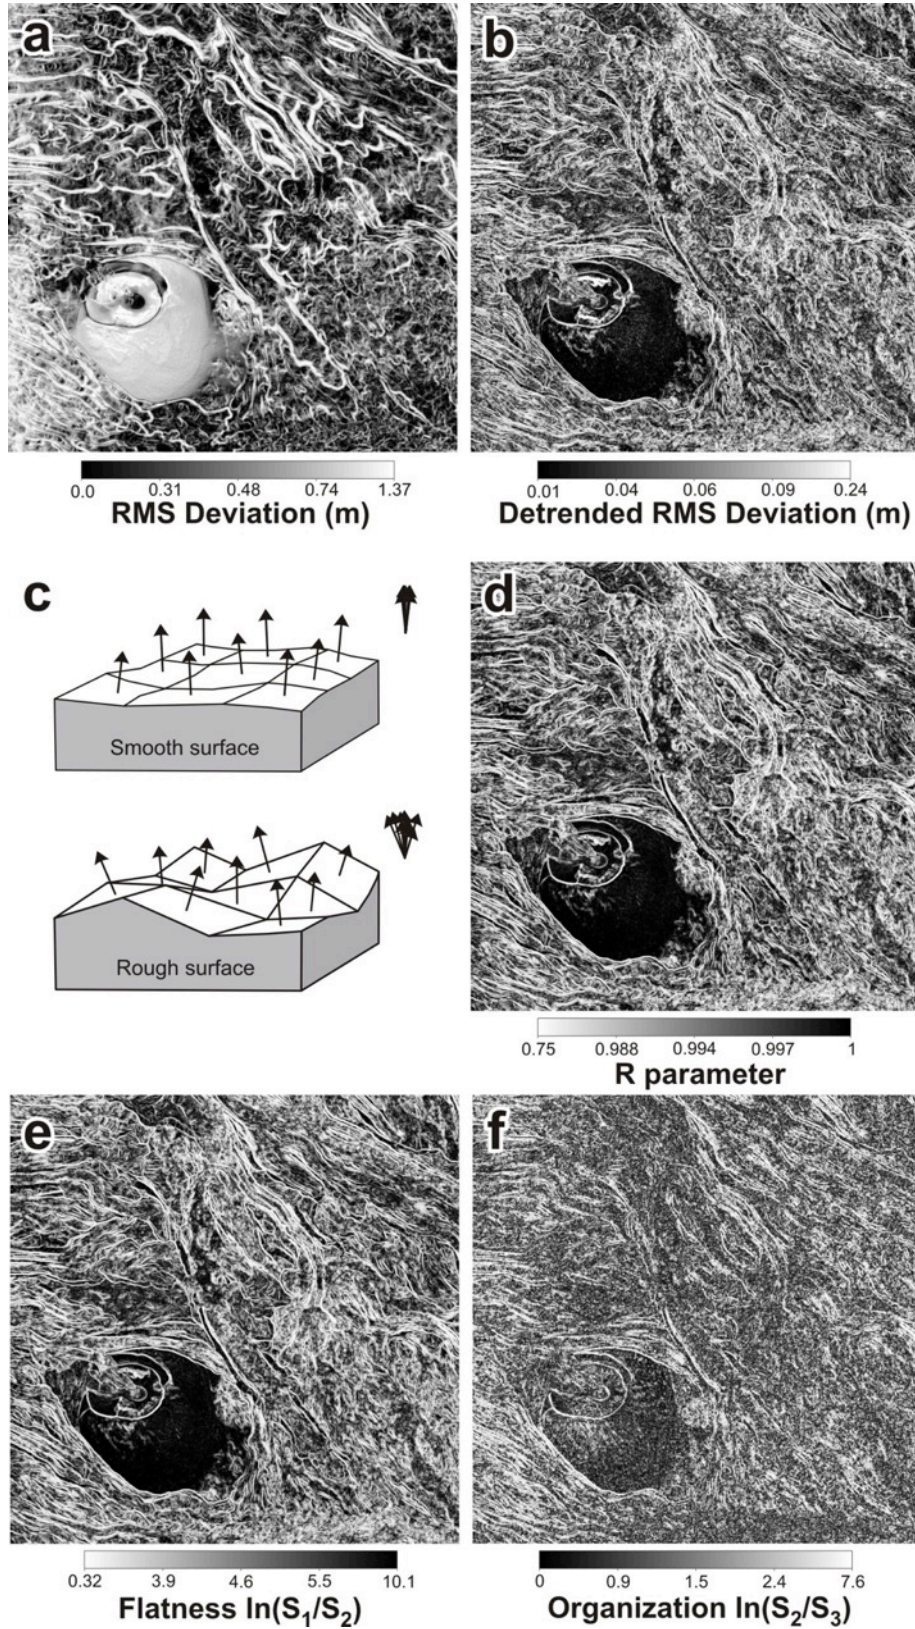 a
b
0.0 0.31 0.48 0.74 1.37
RMS Deviation (m)
0.01 0.04 0.06 0.09 0.24
Detrended RMS Deviation (m)
c
Smooth surface
Rough surface
d
0.75 0.988 0.994 0.997 1
R parameter
e
f
0.32 3.9 4.6 5.5 10.1
Flatness ln(S₁/S₂)
0 0.9 1.5 2.4 7.6
Organization ln(S₂/S₃)